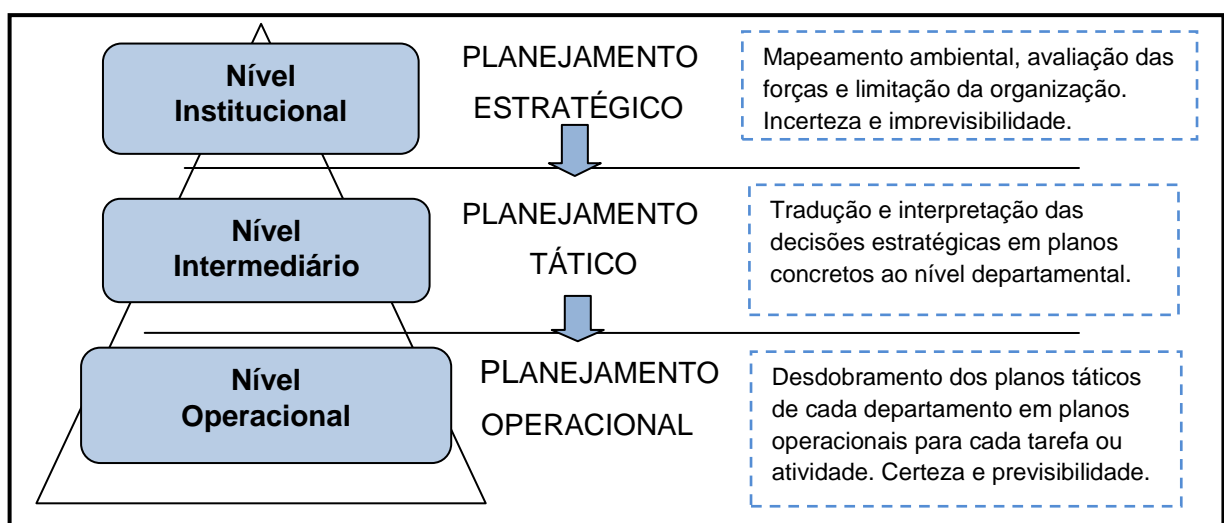 Nível
Institucional
PLANEJAMENTO
ESTRATÉGICO
Mapeamento ambiental, avaliação das
forças e limitação da organização.
Incerteza e imprevisibilidade.
Nível
Intermediário
PLANEJAMENTO
TÁTICO
Tradução e interpretação das
decisões estratégicas em planos
concretos ao nível departamental.
Nível
Operacional
PLANEJAMENTO
OPERACIONAL
Desdobramento dos planos táticos
de cada departamento em planos
operacionais para cada tarefa ou
atividade. Certeza e previsibilidade.